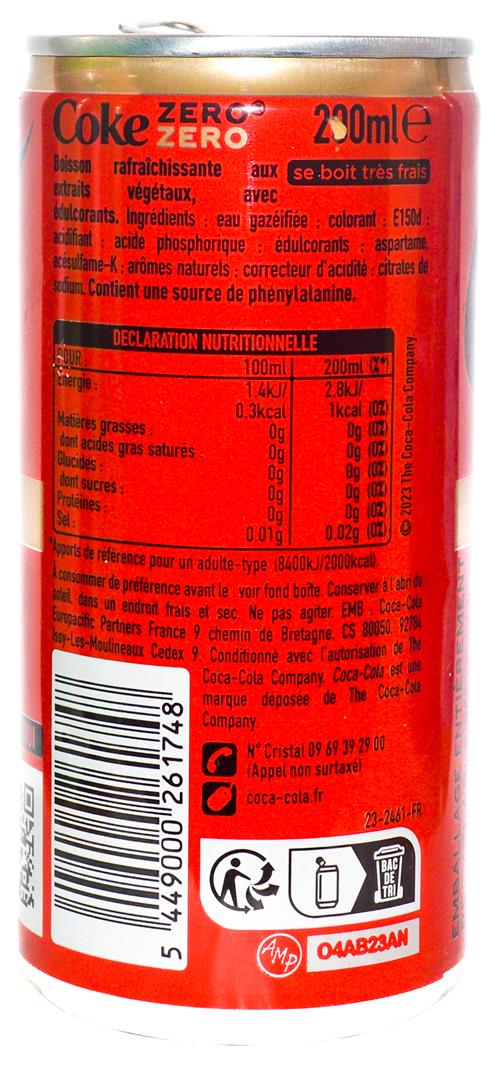 Coke ZERO® ZERO 200ml e
Boisson rafraîchissante aux
extraits végétaux, avec
se boit très frais
édulcorants. Ingrédients : eau gazéifiée ; colorant : E150d ;
acidifiant : acide phosphorique ; édulcorants : aspartame,
acésulfame-K ; arômes naturels ; correcteur d'acidité : citrates de
sodium. Contient une source de phénylalanine.
DECLARATION NUTRITIONNELLE
POUR : 100ml 200ml (%*)
Énergie : 1.4kJ/ 2.8kJ/
0.3kcal 1kcal (0%)
Matières grasses : 0g 0g (0%)
dont acides gras saturés : 0g 0g (0%)
Glucides : 0g 0g (0%)
dont sucres : 0g 0g (0%)
Protéines : 0g 0g (0%)
Sel : 0.01g 0.02g (0%)
© 2023 The Coca-Cola Company.
*Apports de référence pour un adulte-type (8400kJ/2000kcal)
À consommer de préférence avant le : voir fond boîte. Conserver à l'abri du
soleil, dans un endroit frais et sec. Ne pas agiter. EMB : Coca-Cola
Europacific Partners France 9 chemin de Bretagne, CS 80050, 92784
Issy-Les-Moulineaux Cedex 9. Conditionné avec l'autorisation de The
Coca-Cola Company. Coca-Cola est une
marque déposée de The Coca-Cola
Company.
N° Cristal 09 69 39 29 00
(Appel non surtaxé)
coca-cola.fr
23-2461-FR
BAC
DE
TRI
AMP
04AB23AN
5 449000 261748
EMBALLAGE ENTIÈREMENT